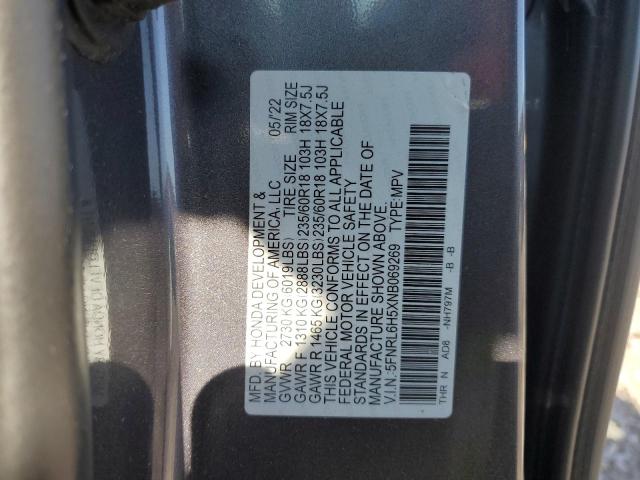 MFD. BY HONDA DEVELOPMENT &
MANUFACTURING OF AMERICA, LLC 05/'22
GVWR 2730 KG 6019LBS TIRE SIZE RIM SIZE
GAWR F 1310 KG 2888LBS 235/60R18 103H 18X7.5J
GAWR R 1465 KG 3230LBS 235/60R18 103H 18X7.5J
THIS VEHICLE CONFORMS TO ALL APPLICABLE
FEDERAL MOTOR VEHICLE SAFETY
STANDARDS IN EFFECT ON THE DATE OF
MANUFACTURE SHOWN ABOVE.
V.I.N.:5FNRL6H5XNB069269 TYPE:MPV
THR N AD8 -NH797M -B -B